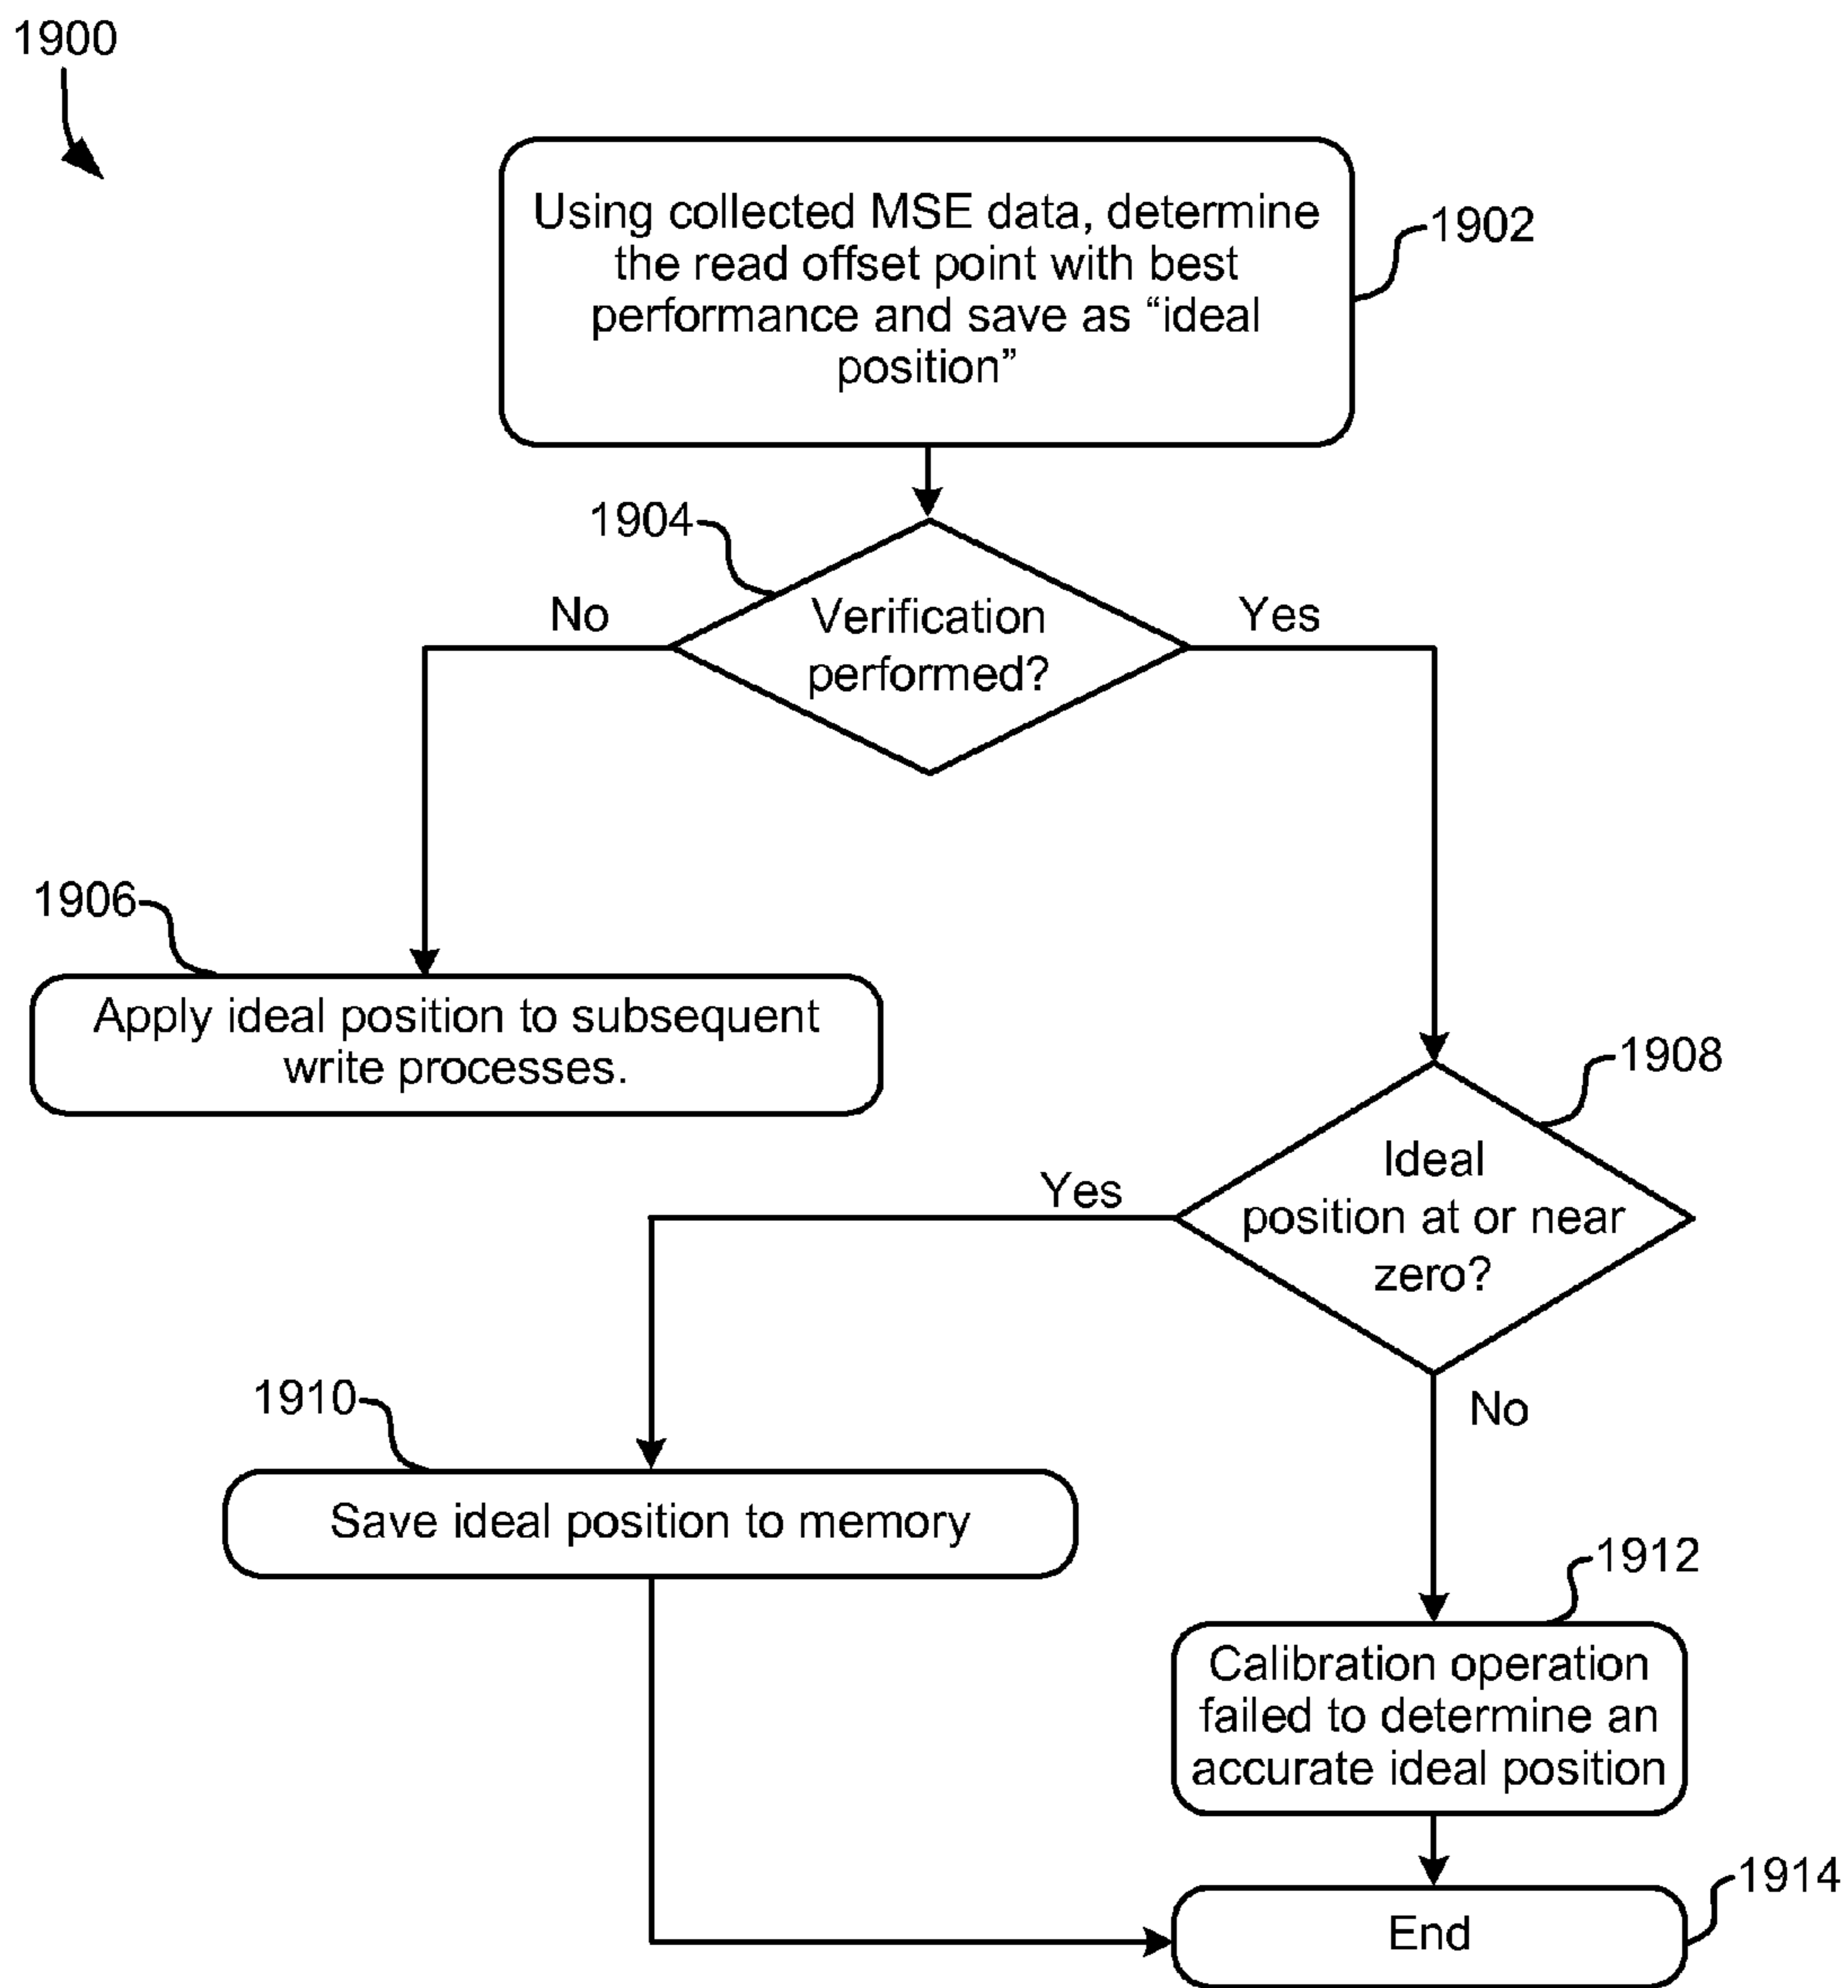 1900
Using collected MSE data, determine
the read offset point with best
performance and save as “ideal
position”
1902
1904
No
Verification
performed?
Yes
1906
Apply ideal position to subsequent
write processes.
1908
Ideal
position at or near
zero?
Yes
No
1910
Save ideal position to memory
1912
Calibration operation
failed to determine an
accurate ideal position
1914
End